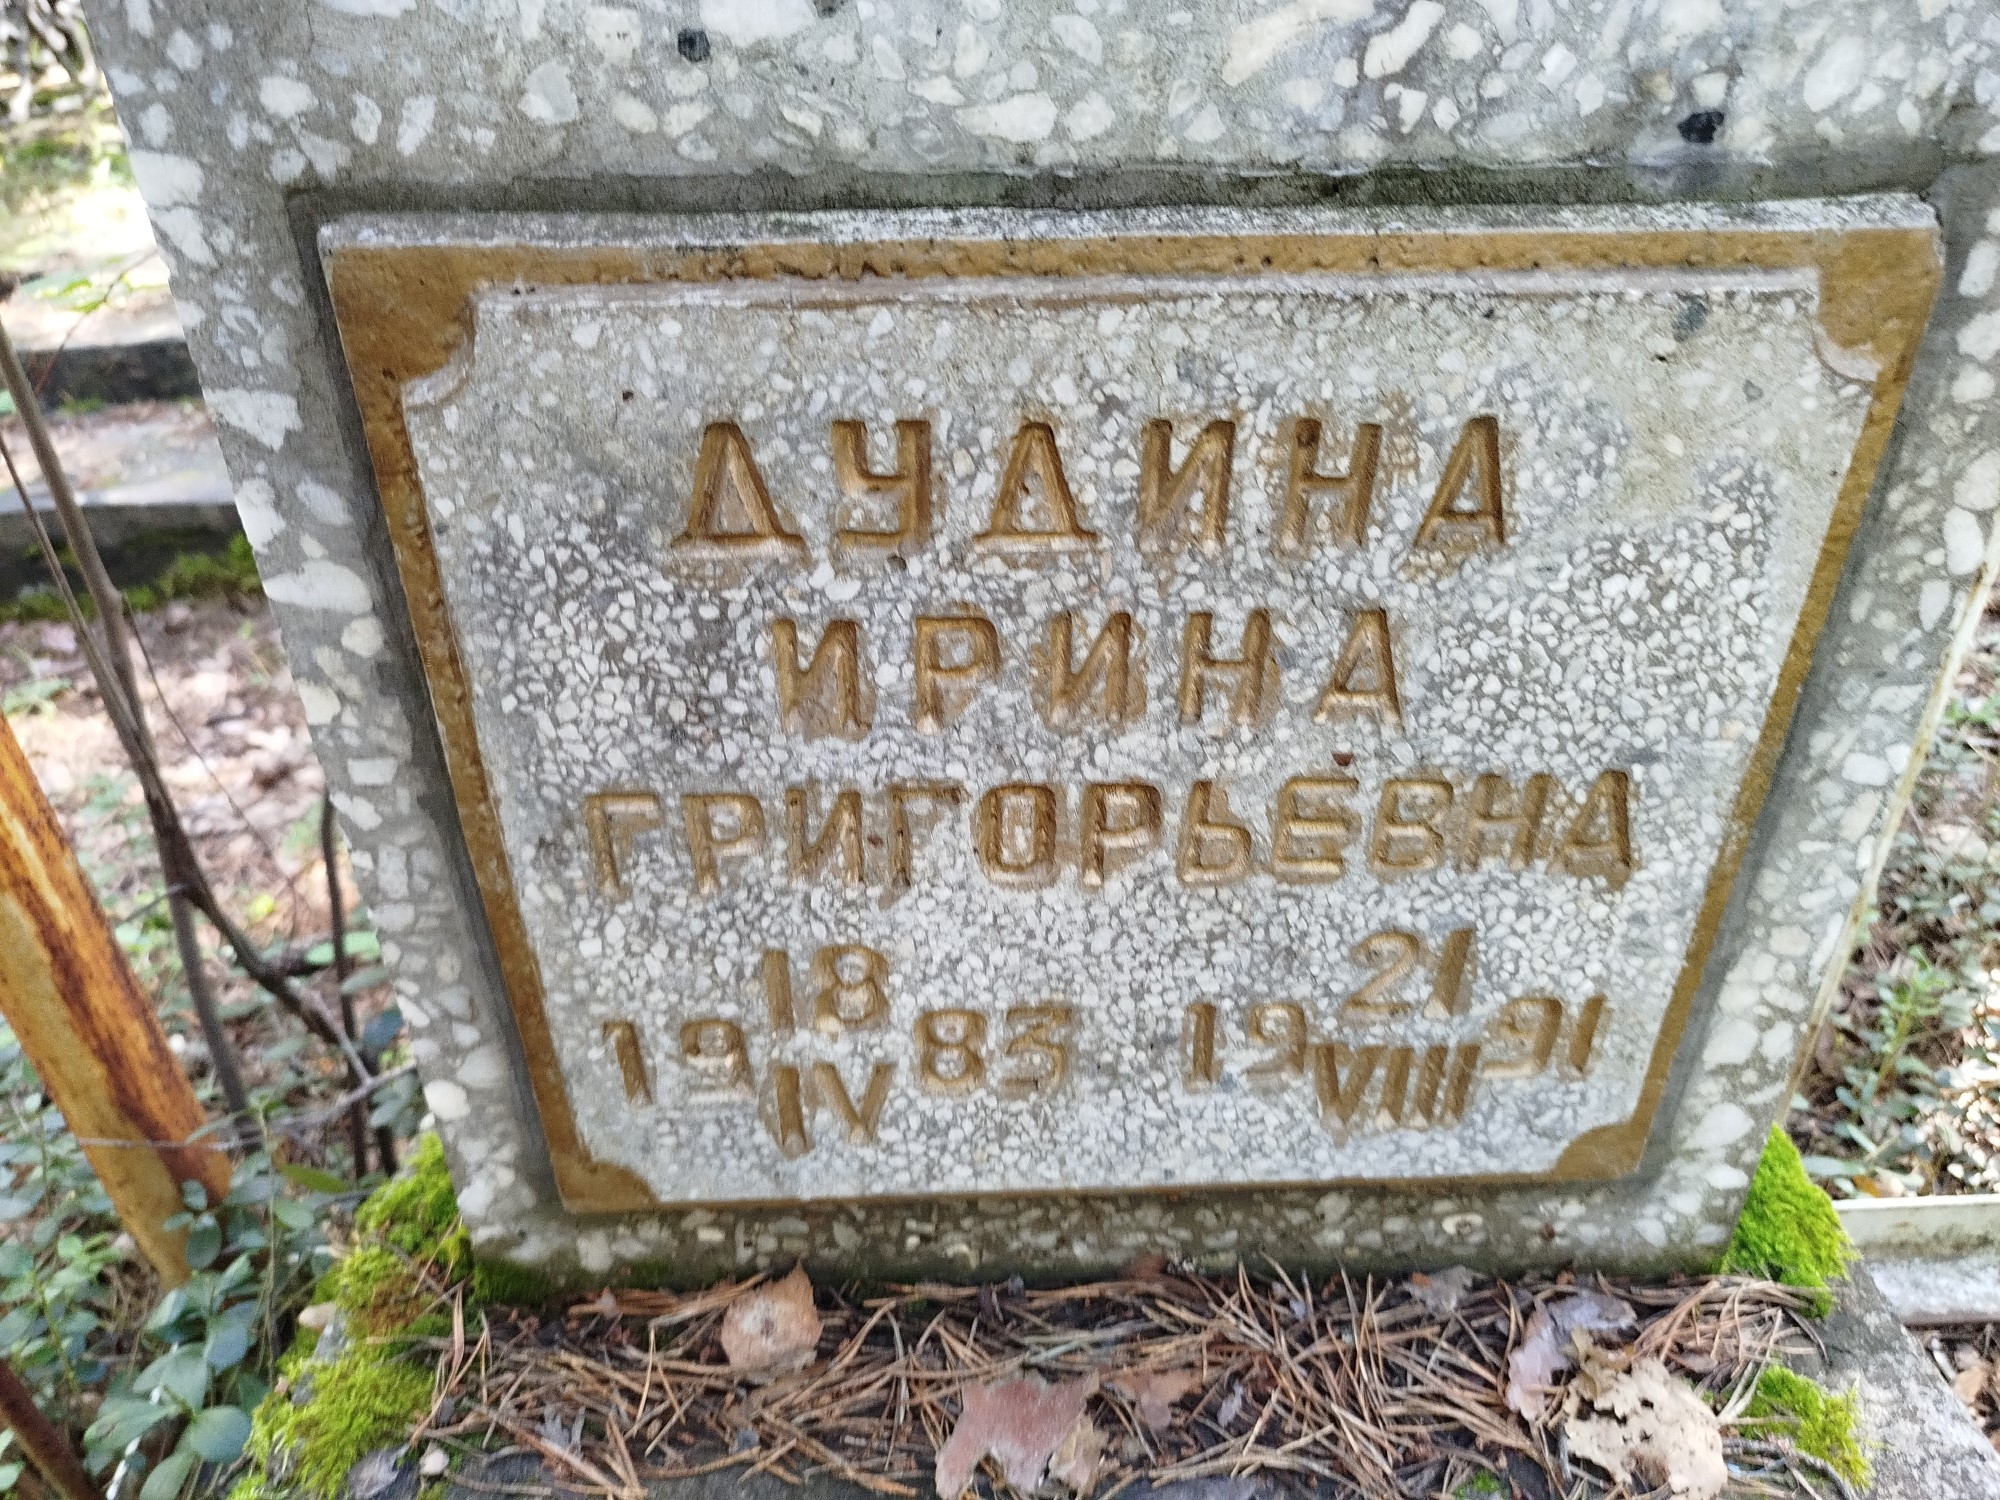 ДУДИНА
ИРИНА
ГРИГОРЬЕВНА
19 18/IV 83 19 21/VIII 91